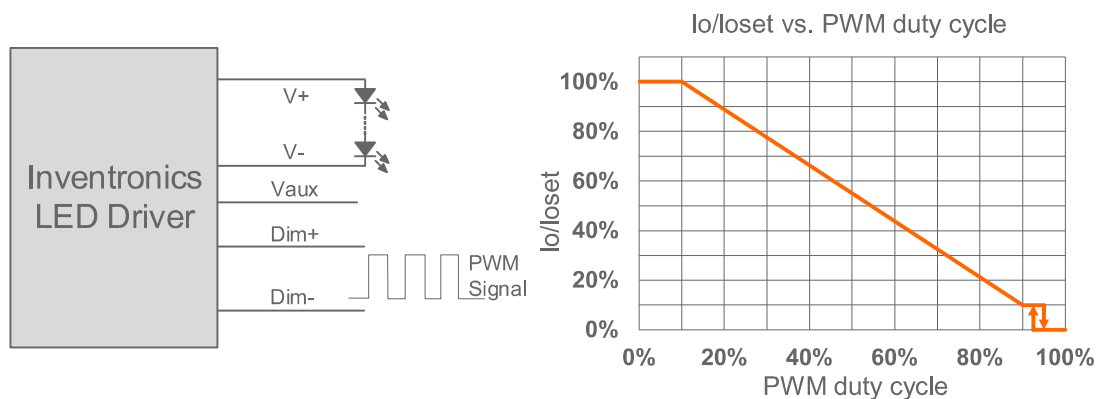 Inventronics
LED Driver
V+
V-
Vaux
Dim+
Dim-
PWM
Signal
Io/Ioset vs. PWM duty cycle
Io/Ioset
100%
80%
60%
40%
20%
0%
0% 20% 40% 60% 80% 100%
PWM duty cycle